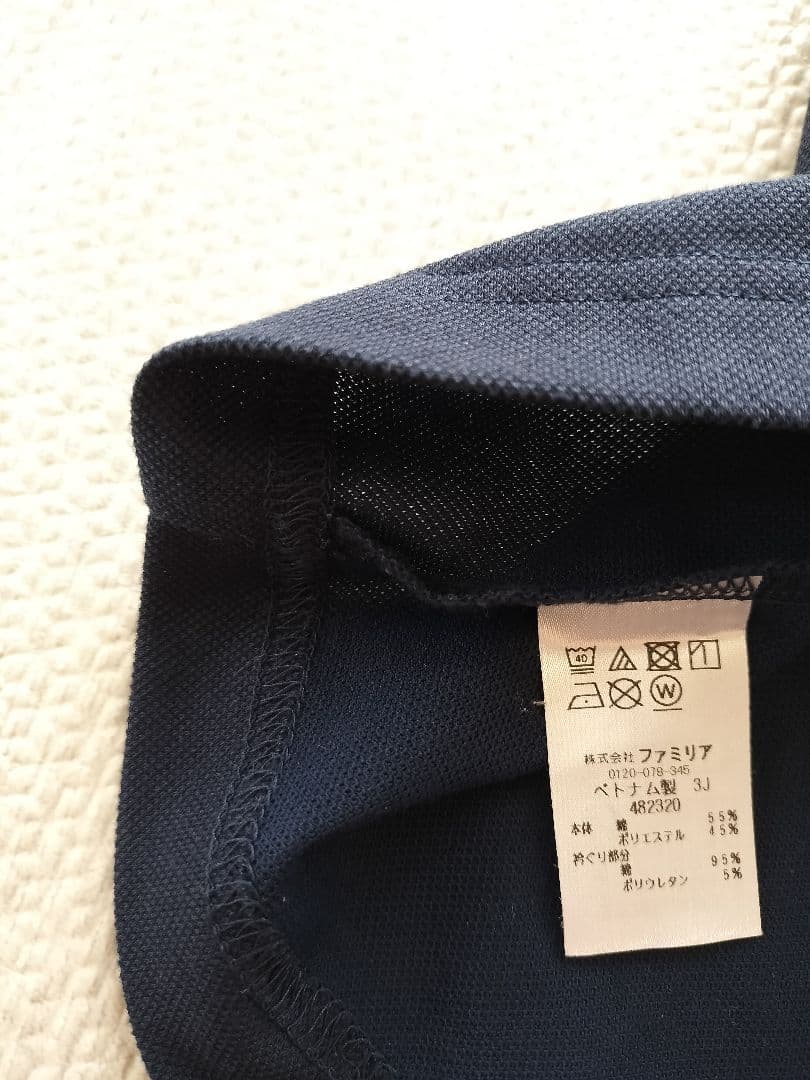 40
W
株式会社 ファミリア
0120-078-345
ベトナム製 3J
482320
本体 綿 55%
ポリエステル 45%
衿ぐり部分
綿 95%
ポリウレタン 5%